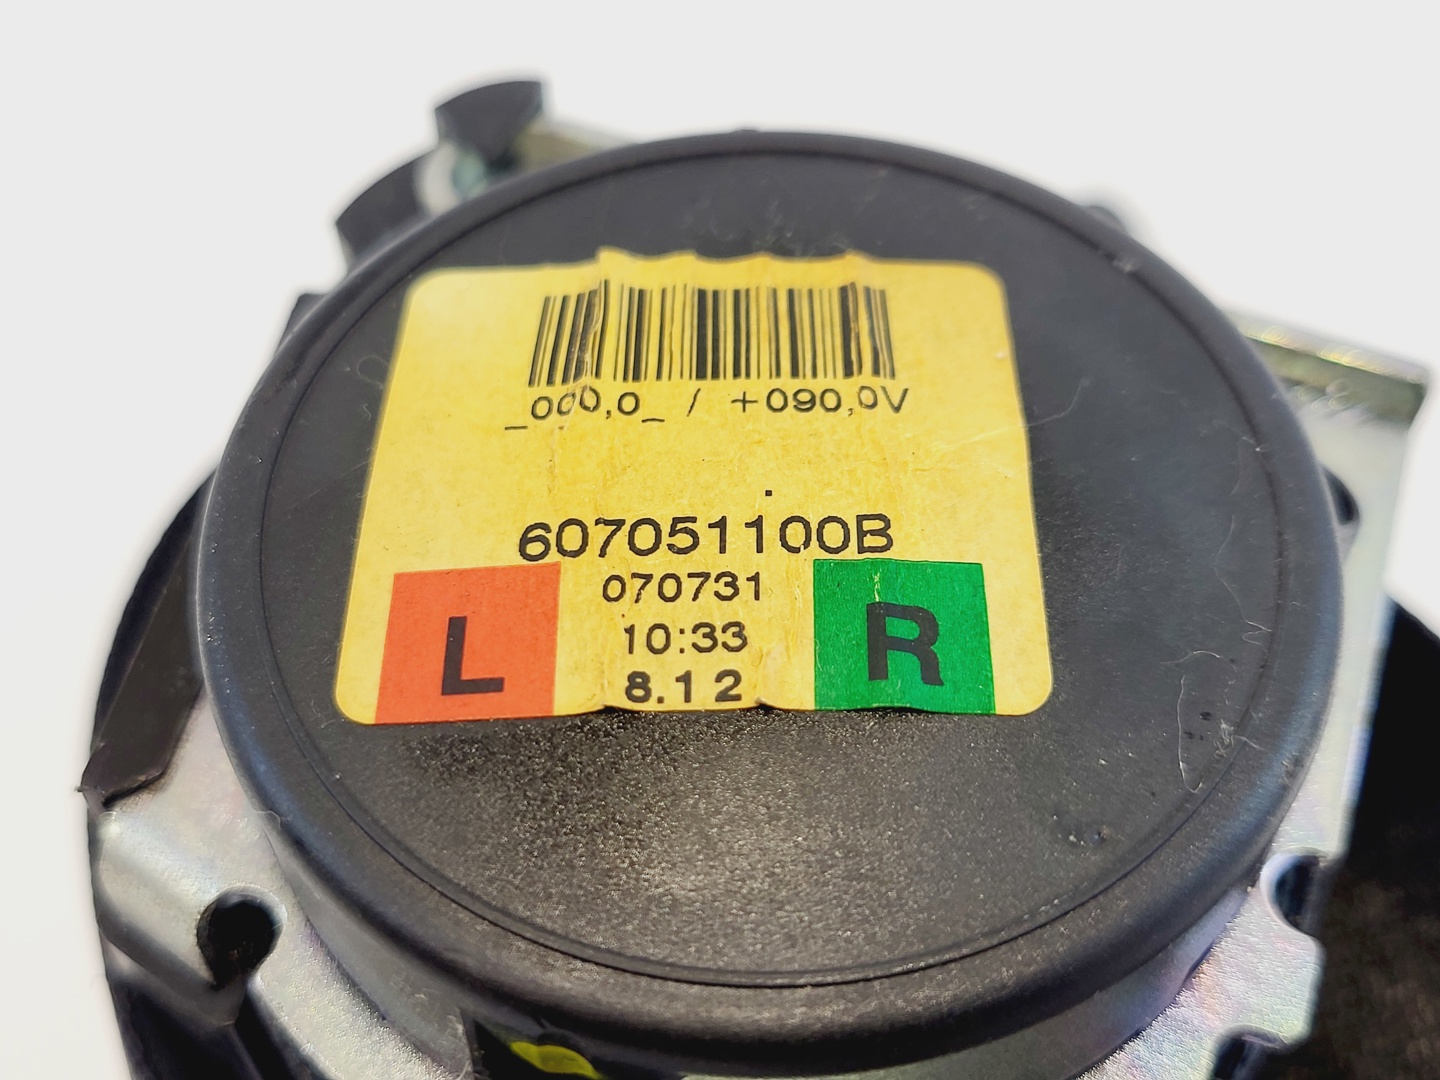 _000,0_ / +090,0V
607051100B
070731
L 10:33 R
8.12